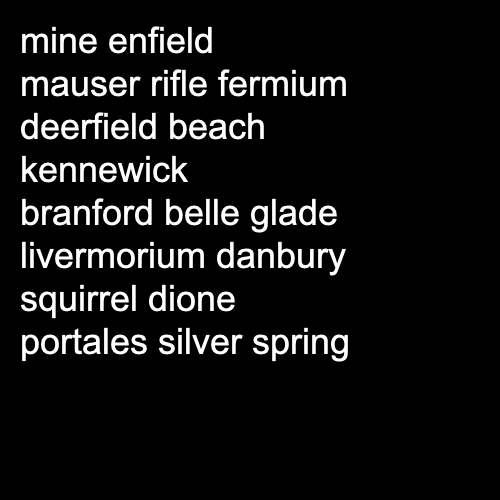 mine enfield
mauser rifle fermium
deerfield beach
kennewick
branford belle glade
livermorium danbury
squirrel dione
portales silver spring